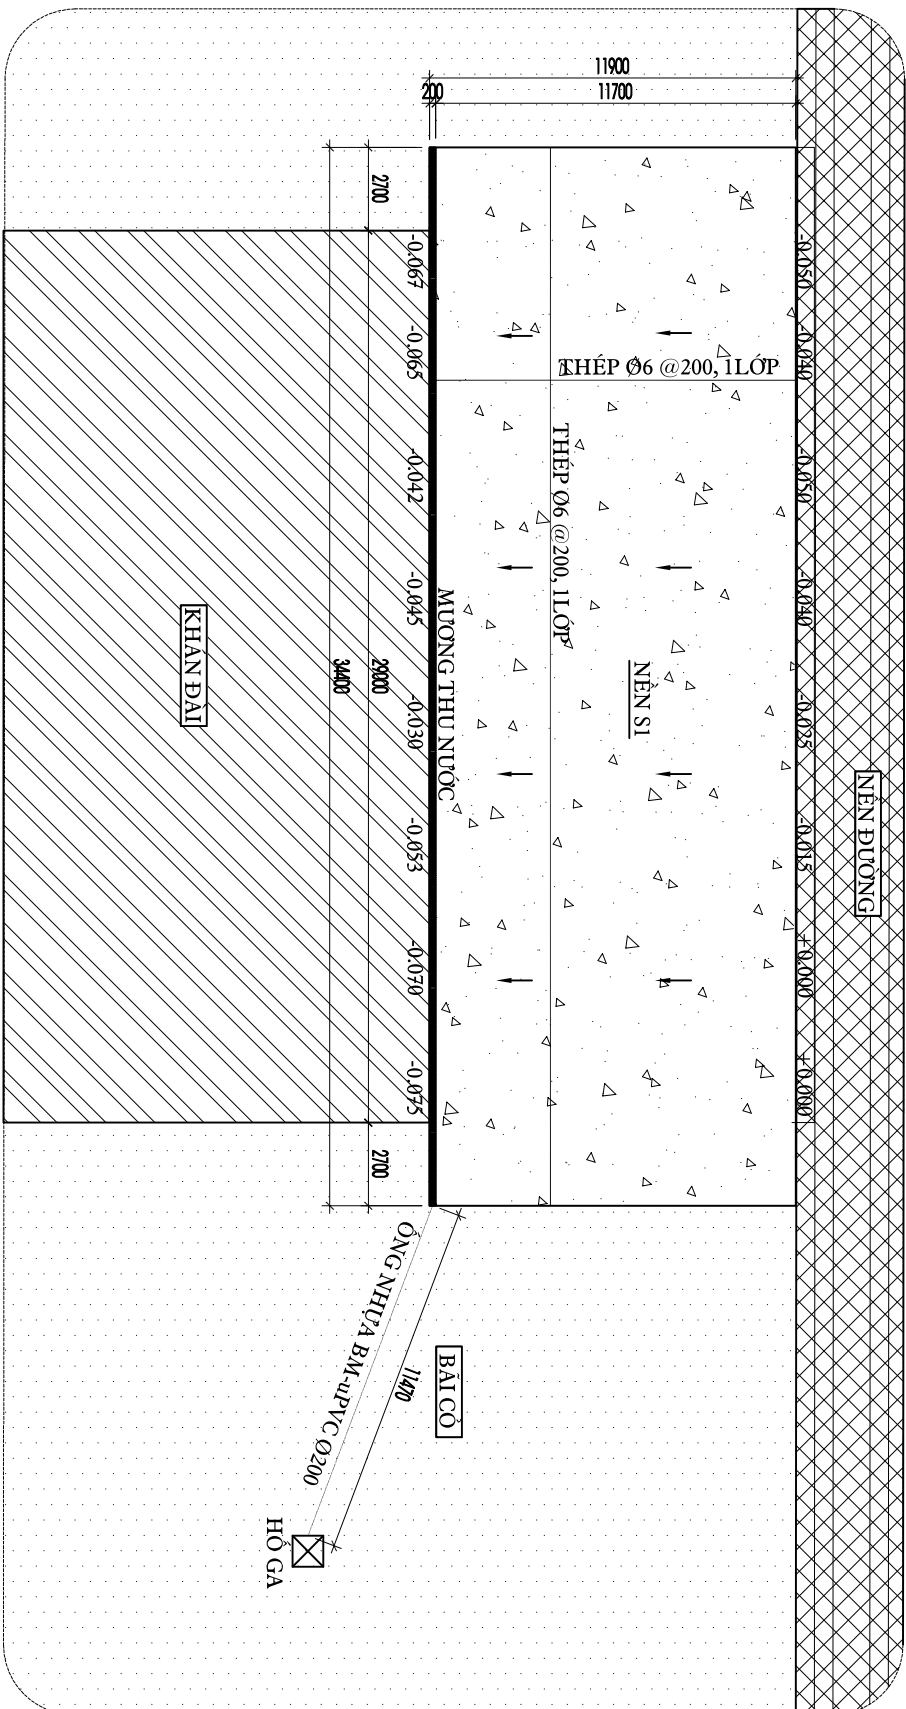 NỀN ĐƯỜNG
-0.050
-0.040
-0.050
-0.040
-0.025
-0.015
+0.000
+0.000
11900
11700
200
THÉP Ø6 @200, 1LỚP
NỀN S1
THÉP Ø6 @200, 1LỚP
MƯƠNG THU NƯỚC
-0.067
-0.065
-0.042
-0.045
-0.030
-0.053
-0.070
-0.075
2700
29000
2700
34400
KHÁN ĐÀI
BÃI CỎ
11470
ỐNG NHỰA BM-uPVC Ø200
HỐ GA